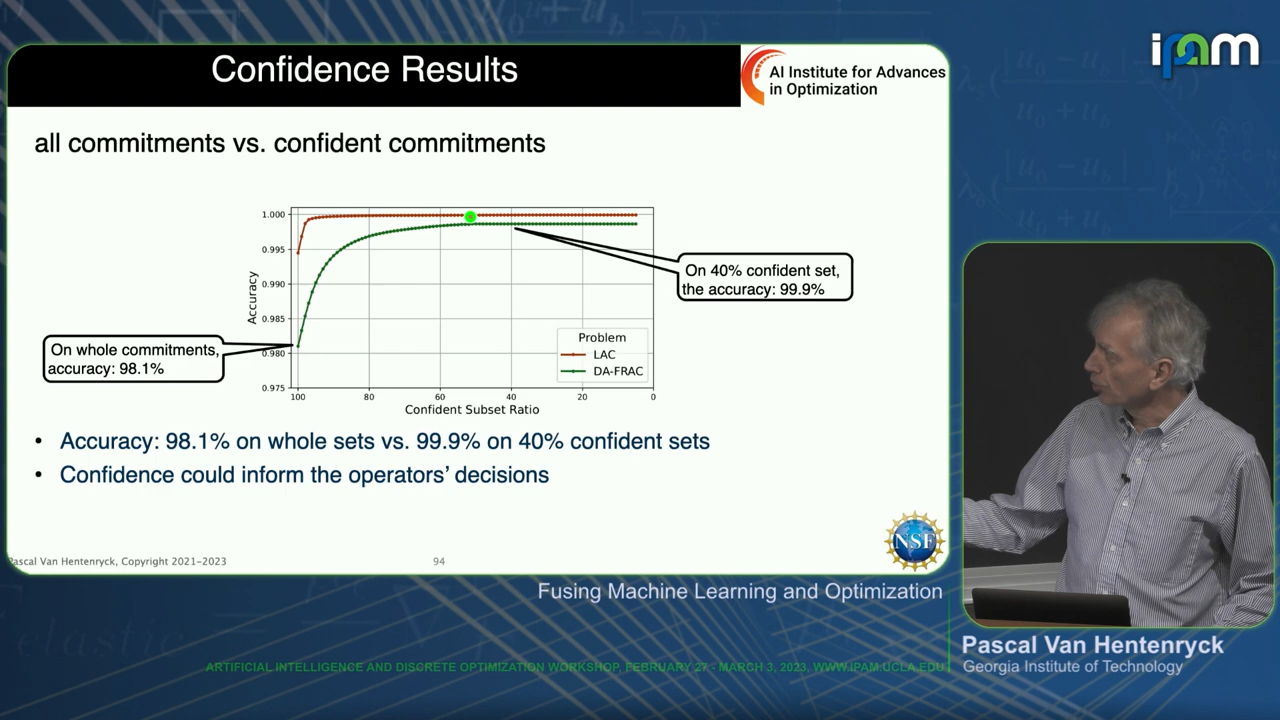 Confidence Results
AI Institute for Advances
in Optimization
ipam
all commitments vs. confident commitments
1.000
0.995
0.990
0.985
0.980
0.975
Accuracy
100
80
60
40
20
0
Confident Subset Ratio
Problem
LAC
DA-FRAC
On 40% confident set,
the accuracy: 99.9%
On whole commitments,
accuracy: 98.1%
• Accuracy: 98.1% on whole sets vs. 99.9% on 40% confident sets
• Confidence could inform the operators’ decisions
NSF
Pascal Van Hentenryck, Copyright 2021-2023
94
Fusing Machine Learning and Optimization
Pascal Van Hentenryck
Georgia Institute of Technology
ARTIFICIAL INTELLIGENCE AND DISCRETE OPTIMIZATION WORKSHOP, FEBRUARY 27 - MARCH 3, 2023, WWW.IPAM.UCLA.EDU
elastic